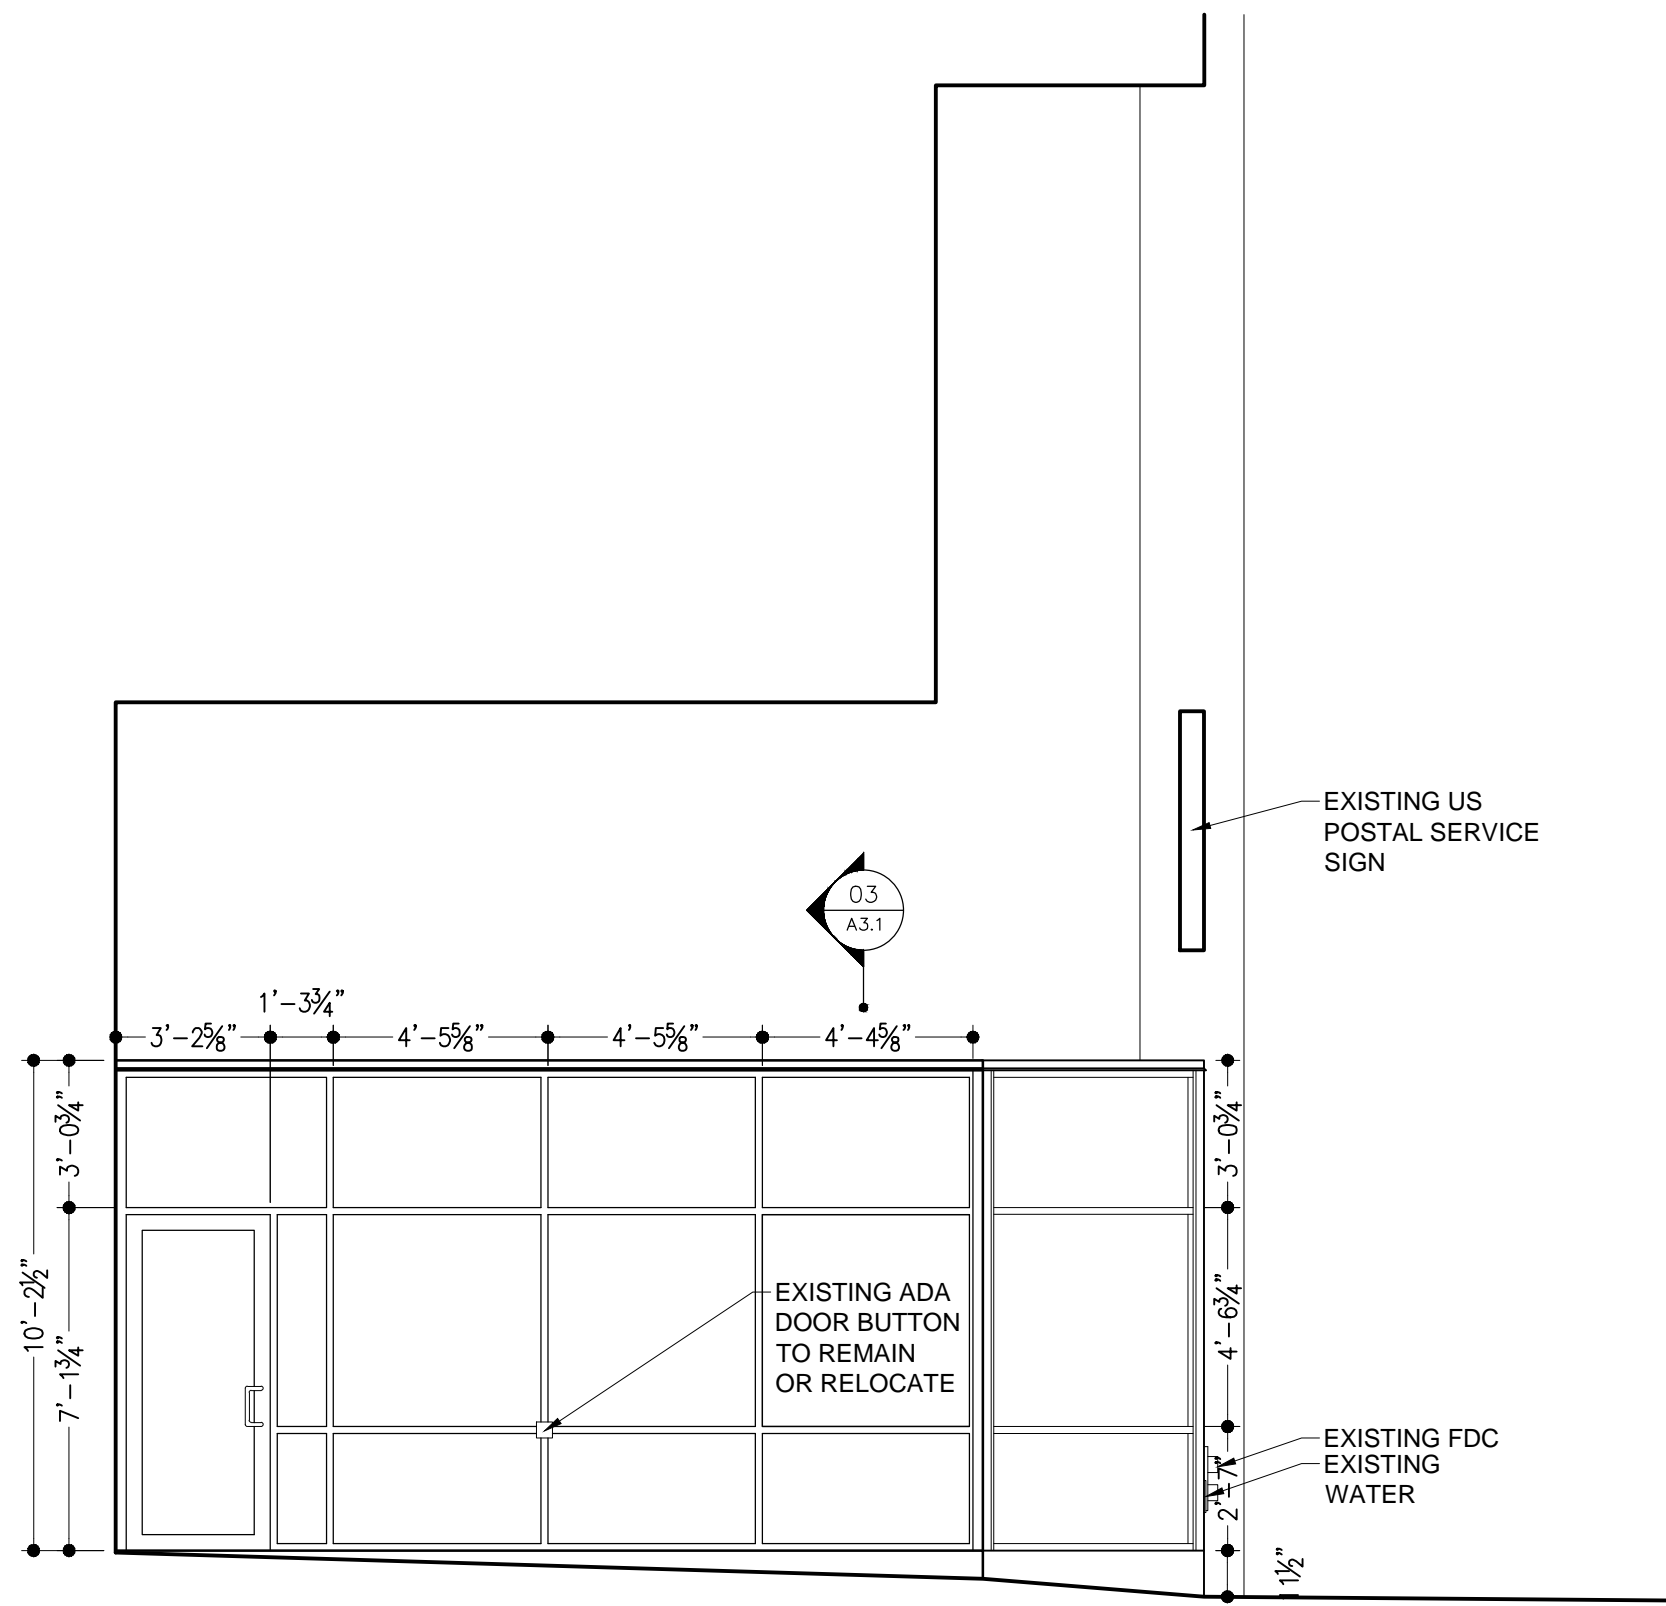 EXISTING US
POSTAL SERVICE
SIGN
03
A3.1
1'-3¾"
3'-2⅝"
4'-5⅝"
4'-5⅝"
4'-4⅝"
3'-0¾"
3'-0¾"
10'-2½"
7'-1¾"
4'-6¾"
EXISTING ADA
DOOR BUTTON
TO REMAIN
OR RELOCATE
EXISTING FDC
EXISTING
WATER
2'-7"
1½"